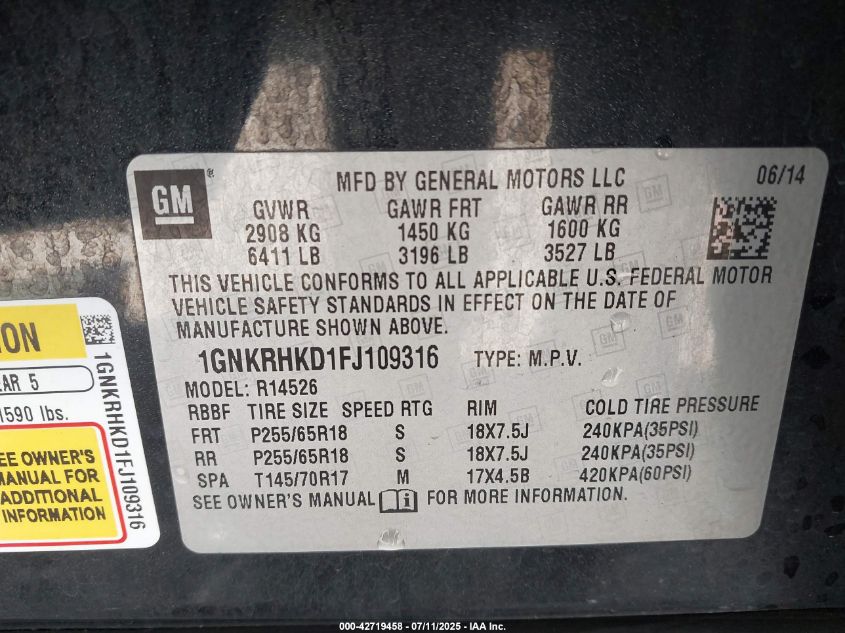 GM®
MFD BY GENERAL MOTORS LLC
06/14
GVWR GAWR FRT GAWR RR
2908 KG 1450 KG 1600 KG
6411 LB 3196 LB 3527 LB
THIS VEHICLE CONFORMS TO ALL APPLICABLE U.S. FEDERAL MOTOR
VEHICLE SAFETY STANDARDS IN EFFECT ON THE DATE OF
MANUFACTURE SHOWN ABOVE.
1GNKRHKD1FJ109316 TYPE: M.P.V.
MODEL: R14526
RBBF TIRE SIZE SPEED RTG RIM COLD TIRE PRESSURE
FRT P255/65R18 S 18X7.5J 240KPA(35PSI)
RR P255/65R18 S 18X7.5J 240KPA(35PSI)
SPA T145/70R17 M 17X4.5B 420KPA(60PSI)
SEE OWNER'S MANUAL FOR MORE INFORMATION.
ION
AR 5
590 lbs.
EE OWNER'S
MANUAL FOR
ADDITIONAL
INFORMATION
1GNKRHKD1FJ109316
000-42719458 - 07/11/2025 - IAA Inc.